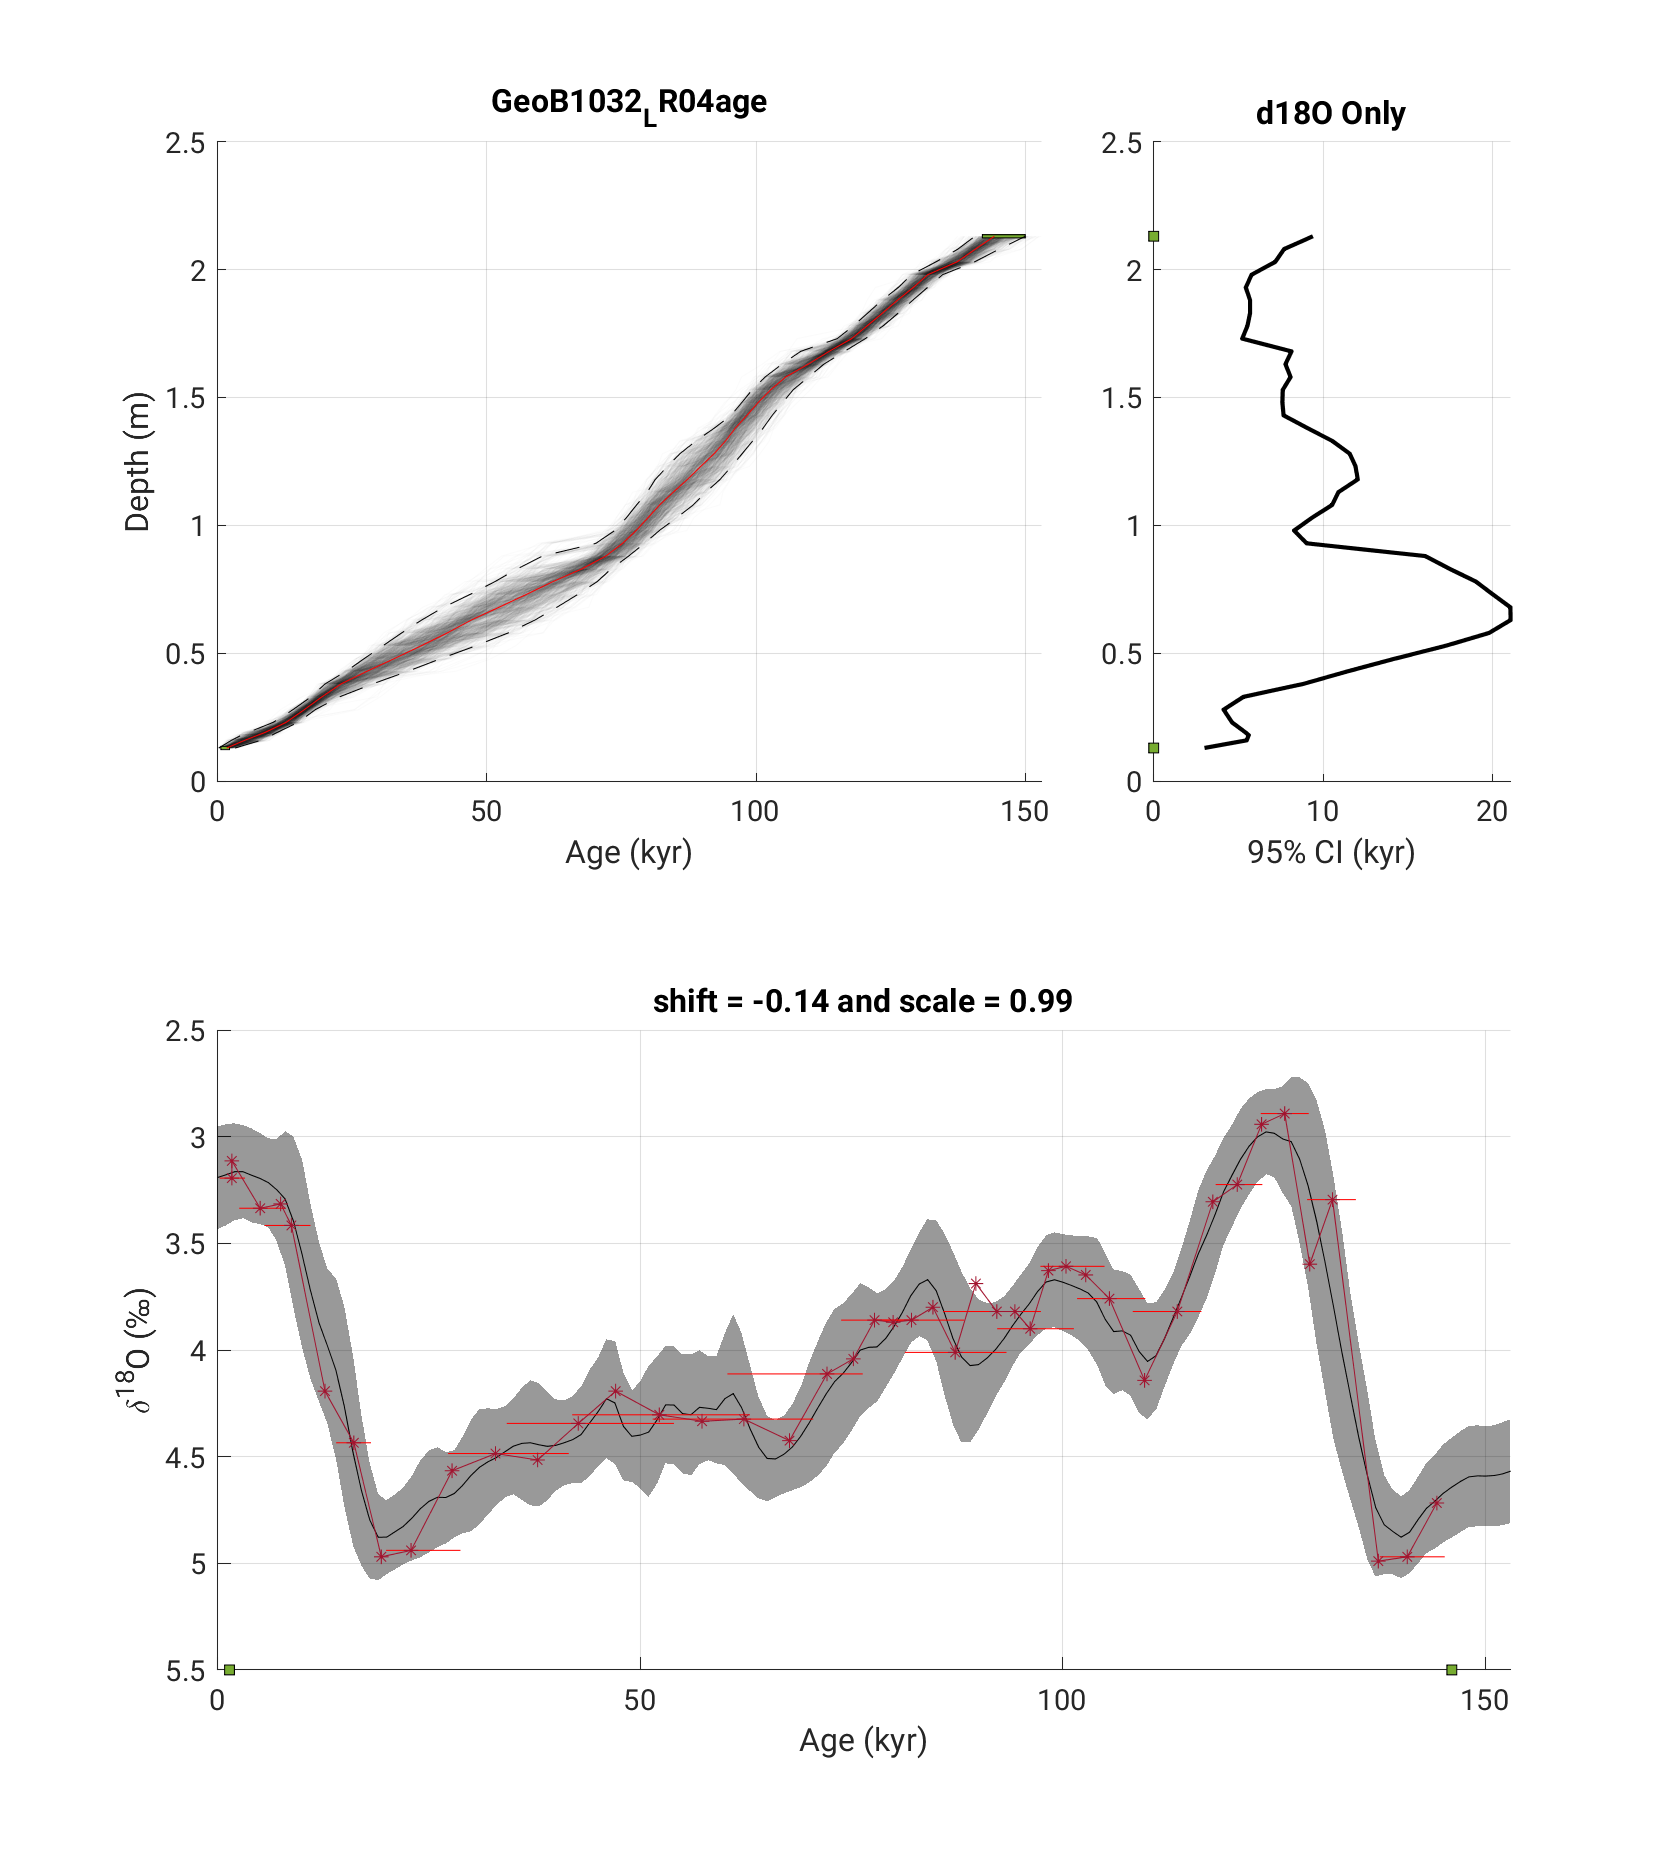 GeoB1032LR04age
d18O Only
2.5
2
1.5
1
0.5
0
Depth (m)
0 50 100 150
Age (kyr)
2.5
2
1.5
1
0.5
0
0 10 20
95% CI (kyr)
shift = -0.14 and scale = 0.99
2.5
3
3.5
4
4.5
5
5.5
δ18O (‰)
0 50 100 150
Age (kyr)